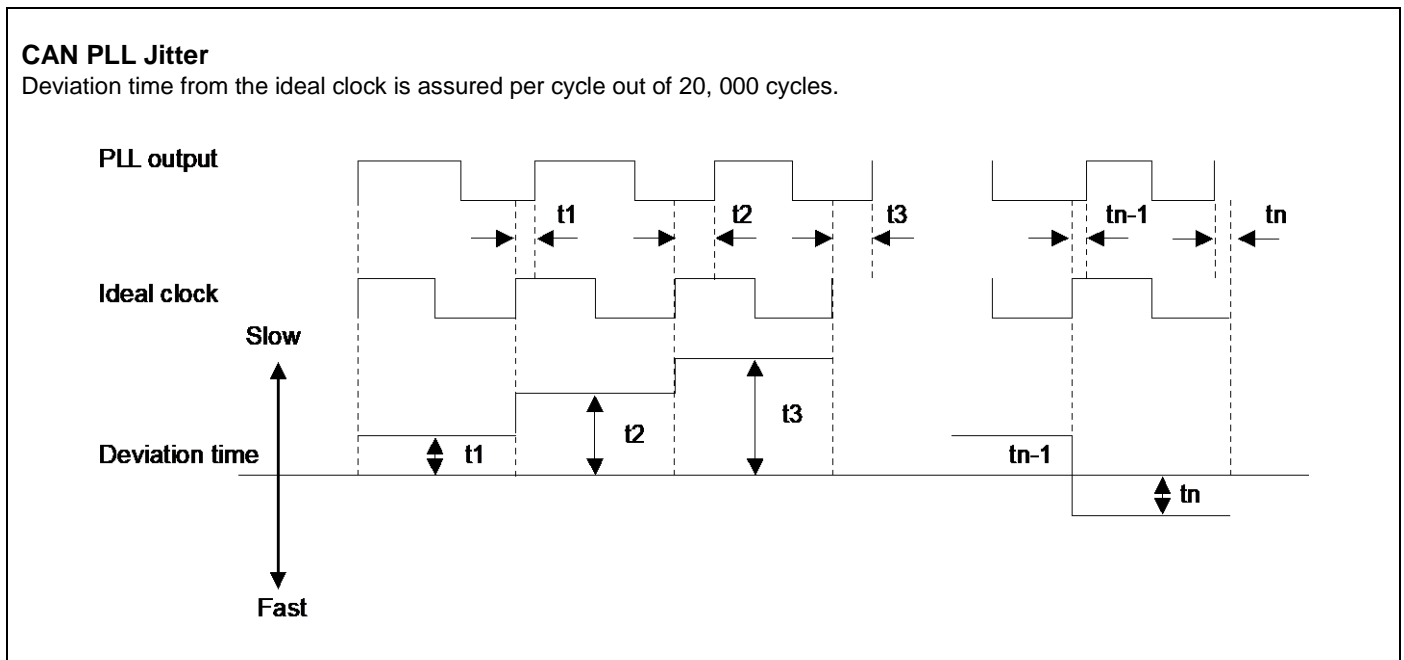 CAN PLL Jitter
Deviation time from the ideal clock is assured per cycle out of 20, 000 cycles.
PLL output
t1
t2
t3
tn-1
tn
Ideal clock
Slow
t3
t2
Deviation time
t1
tn-1
tn
Fast